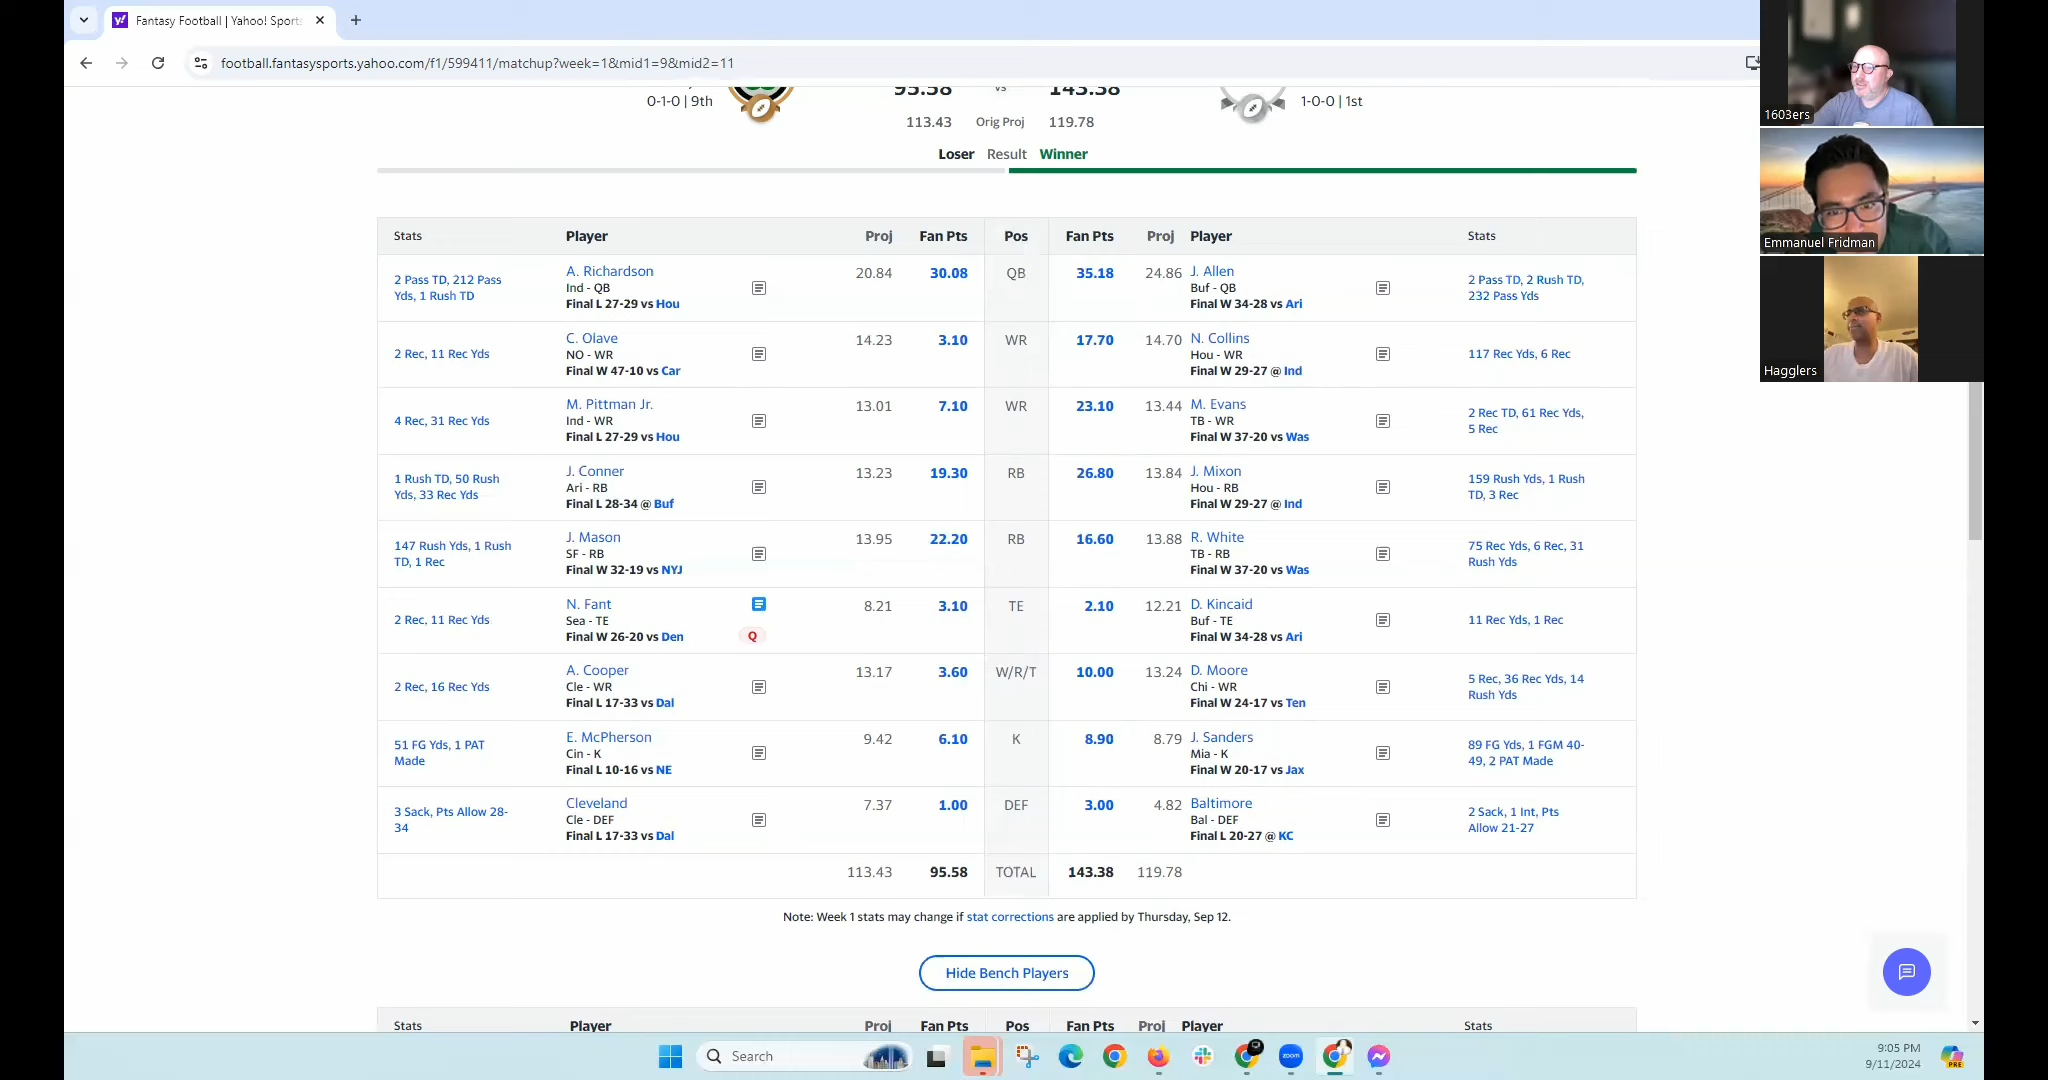 Fantasy Football | Yahoo! Sports
football.fantasysports.yahoo.com/f1/599411/matchup?week=1&mid1=9&mid2=11
0-1-0 | 9th
95.58 vs 143.38
1-0-0 | 1st
113.43 Orig Proj 119.78
Loser Result Winner
Stats Player Proj Fan Pts Pos Fan Pts Proj Player Stats
2 Pass TD, 212 Pass
Yds, 1 Rush TD
A. Richardson
Ind - QB
Final L 27-29 vs Hou
20.84 30.08 QB 35.18 24.86
J. Allen
Buf - QB
Final W 34-28 vs Ari
2 Pass TD, 2 Rush TD,
232 Pass Yds
2 Rec, 11 Rec Yds
C. Olave
NO - WR
Final W 47-10 vs Car
14.23 3.10 WR 17.70 14.70
N. Collins
Hou - WR
Final W 29-27 @ Ind
117 Rec Yds, 6 Rec
4 Rec, 31 Rec Yds
M. Pittman Jr.
Ind - WR
Final L 27-29 vs Hou
13.01 7.10 WR 23.10 13.44
M. Evans
TB - WR
Final W 37-20 vs Was
2 Rec TD, 61 Rec Yds,
5 Rec
1 Rush TD, 50 Rush
Yds, 33 Rec Yds
J. Conner
Ari - RB
Final L 28-34 @ Buf
13.23 19.30 RB 26.80 13.84
J. Mixon
Hou - RB
Final W 29-27 @ Ind
159 Rush Yds, 1 Rush
TD, 3 Rec
147 Rush Yds, 1 Rush
TD, 1 Rec
J. Mason
SF - RB
Final W 32-19 vs NYJ
13.95 22.20 RB 16.60 13.88
R. White
TB - RB
Final W 37-20 vs Was
75 Rec Yds, 6 Rec, 31
Rush Yds
2 Rec, 11 Rec Yds
N. Fant
Sea - TE
Final W 26-20 vs Den
Q
8.21 3.10 TE 2.10 12.21
D. Kincaid
Buf - TE
Final W 34-28 vs Ari
11 Rec Yds, 1 Rec
2 Rec, 16 Rec Yds
A. Cooper
Cle - WR
Final L 17-33 vs Dal
13.17 3.60 W/R/T 10.00 13.24
D. Moore
Chi - WR
Final W 24-17 vs Ten
5 Rec, 36 Rec Yds, 14
Rush Yds
51 FG Yds, 1 PAT
Made
E. McPherson
Cin - K
Final L 10-16 vs NE
9.42 6.10 K 8.90 8.79
J. Sanders
Mia - K
Final W 20-17 vs Jax
89 FG Yds, 1 FGM 40-
49, 2 PAT Made
3 Sack, Pts Allow 28-
34
Cleveland
Cle - DEF
Final L 17-33 vs Dal
7.37 1.00 DEF 3.00 4.82
Baltimore
Bal - DEF
Final L 20-27 @ KC
2 Sack, 1 Int, Pts
Allow 21-27
113.43 95.58 TOTAL 143.38 119.78
Note: Week 1 stats may change if stat corrections are applied by Thursday, Sep 12.
Hide Bench Players
Stats Player Proj Fan Pts Pos Fan Pts Proj Player Stats
1603ers
Emmanuel Fridman
Hagglers
Search
zoom
9:05 PM
9/11/2024
PRE